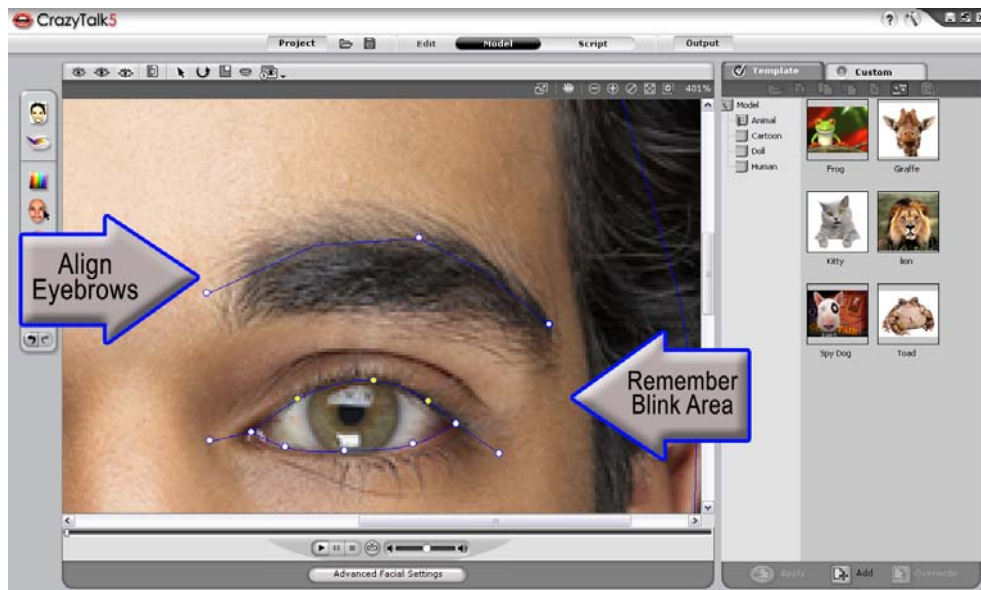 CrazyTalk5
Project Edit Model Script Output
401%
Template Custom
Model
Animal
Cartoon
Doll
Human
Frog Giraffe
Kitty lion
Spy Dog Toad
Align
Eyebrows
Remember
Blink Area
Advanced Facial Settings
Apply Add Overwrite